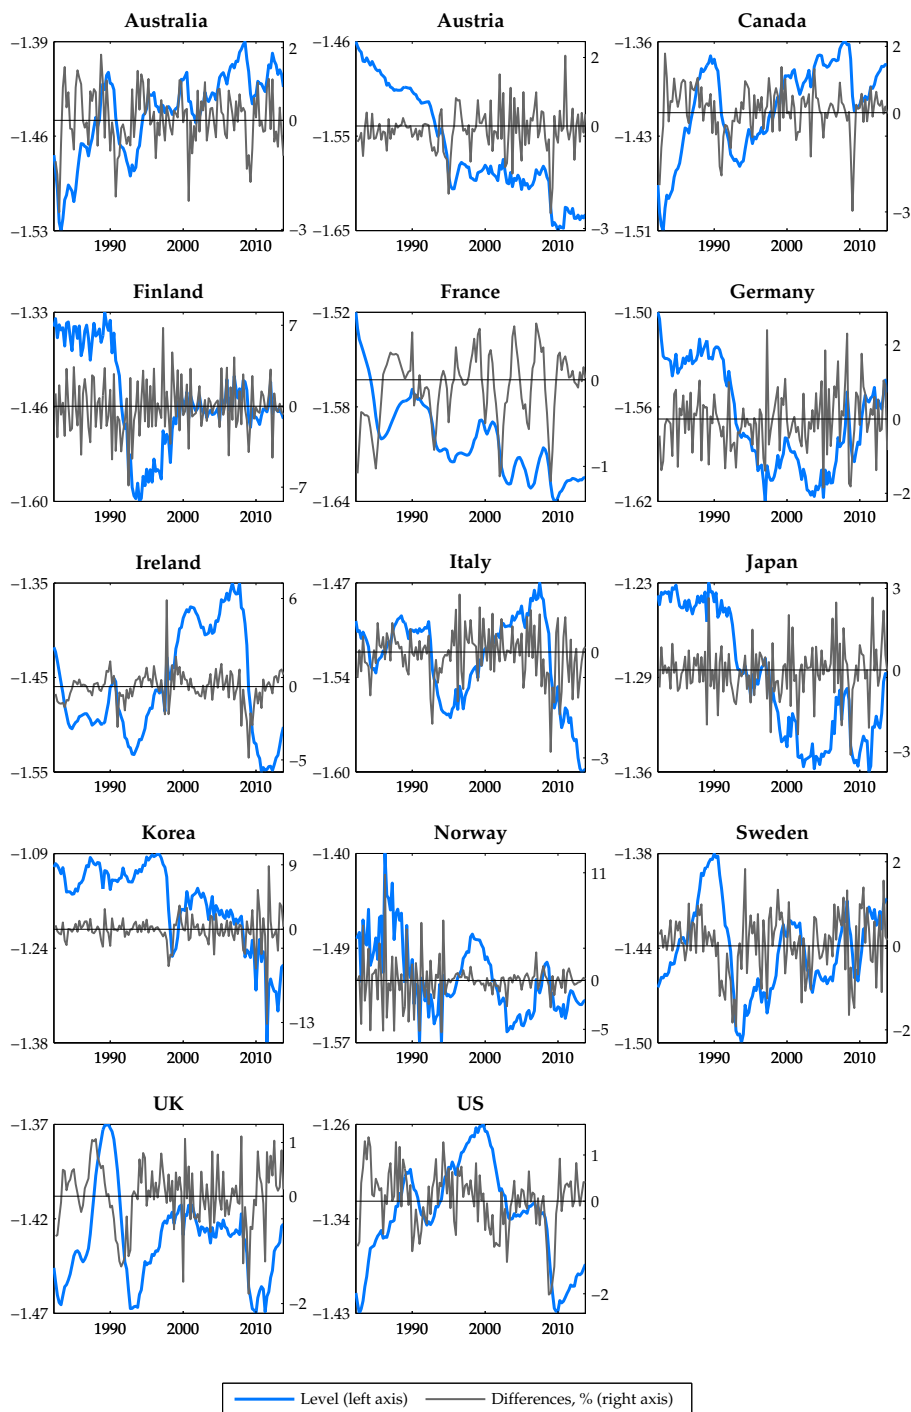 Australia Austria Canada
−1.39 2 −1.46 2 −1.36 2
−1.46 0 −1.55 0 −1.43 0
−1.53 −3 −1.65 −3 −1.51 −3
1990 2000 2010 1990 2000 2010 1990 2000 2010
Finland France Germany
−1.33 7 −1.52 0 −1.50 2
−1.46 0 −1.58 −1 −1.56 0
−1.60 −7 −1.64 −1.62 −2
1990 2000 2010 1990 2000 2010 1990 2000 2010
Ireland Italy Japan
−1.35 6 −1.47 0 −1.23 3
−1.45 0 −1.54 −1.29 0
−1.55 −5 −1.60 −3 −1.36 −3
1990 2000 2010 1990 2000 2010 1990 2000 2010
Korea Norway Sweden
−1.09 9 −1.40 11 −1.38 2
−1.24 0 −1.49 0 −1.44 0
−1.38 −13 −1.57 −5 −1.50 −2
1990 2000 2010 1990 2000 2010 1990 2000 2010
UK US
−1.37 1 −1.26 1
−1.42 0 −1.34 0
−1.47 −2 −1.43 −2
1990 2000 2010 1990 2000 2010
Level (left axis) Differences, % (right axis)